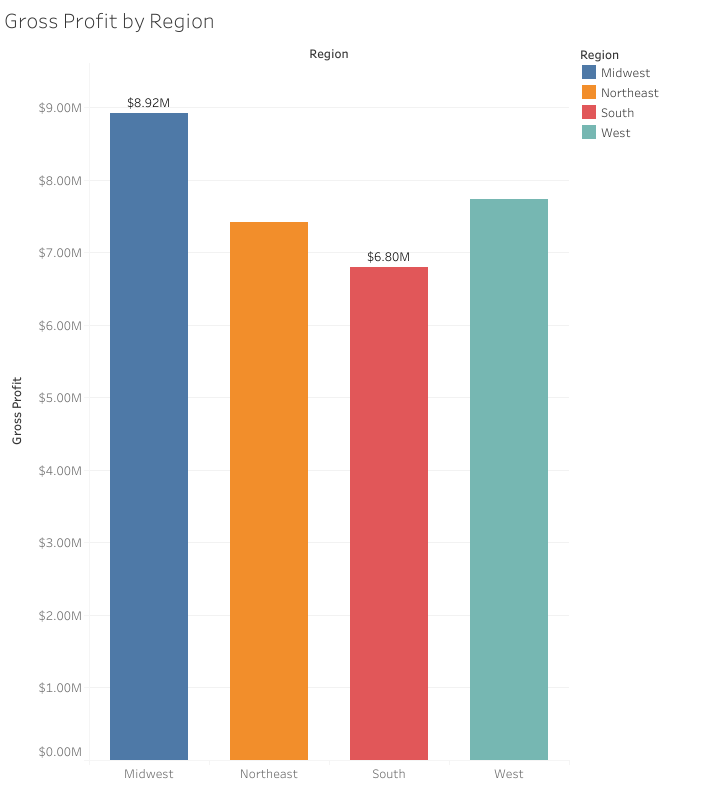 Gross Profit by Region
Region
Region
Midwest
Northeast
South
West
Gross Profit
$9.00M
$8.00M
$7.00M
$6.00M
$5.00M
$4.00M
$3.00M
$2.00M
$1.00M
$0.00M
$8.92M
$6.80M
Midwest
Northeast
South
West